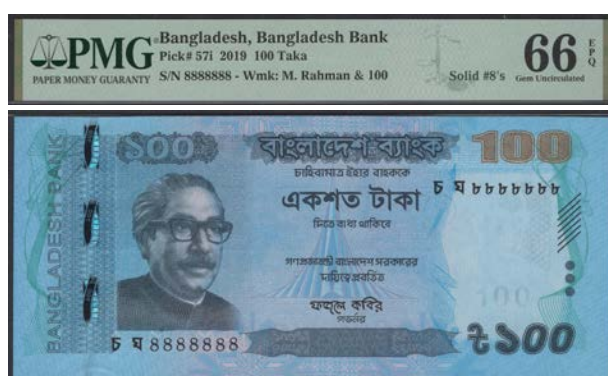 PMG
PAPER MONEY GUARANTY
Bangladesh, Bangladesh Bank
Pick# 57i 2019 100 Taka
S/N 8888888 - Wmk: M. Rahman & 100
Solid #8's
66 EPQ
Gem Uncirculated
BANGLADESH BANK
১০০ বাংলাদেশ ব্যাংক 100
চাহিবামাত্র ইহার বাহককে
একশত টাকা
চ ঘ ৮৮৮৮৮৮৮
দিতে বাধ্য থাকিবে
গণপ্রজাতন্ত্রী বাংলাদেশ সরকারের
দায়িত্বে প্রবর্তিত
ফজলে কবির
গভর্নর
100
চ ঘ 8888888
৳১০০